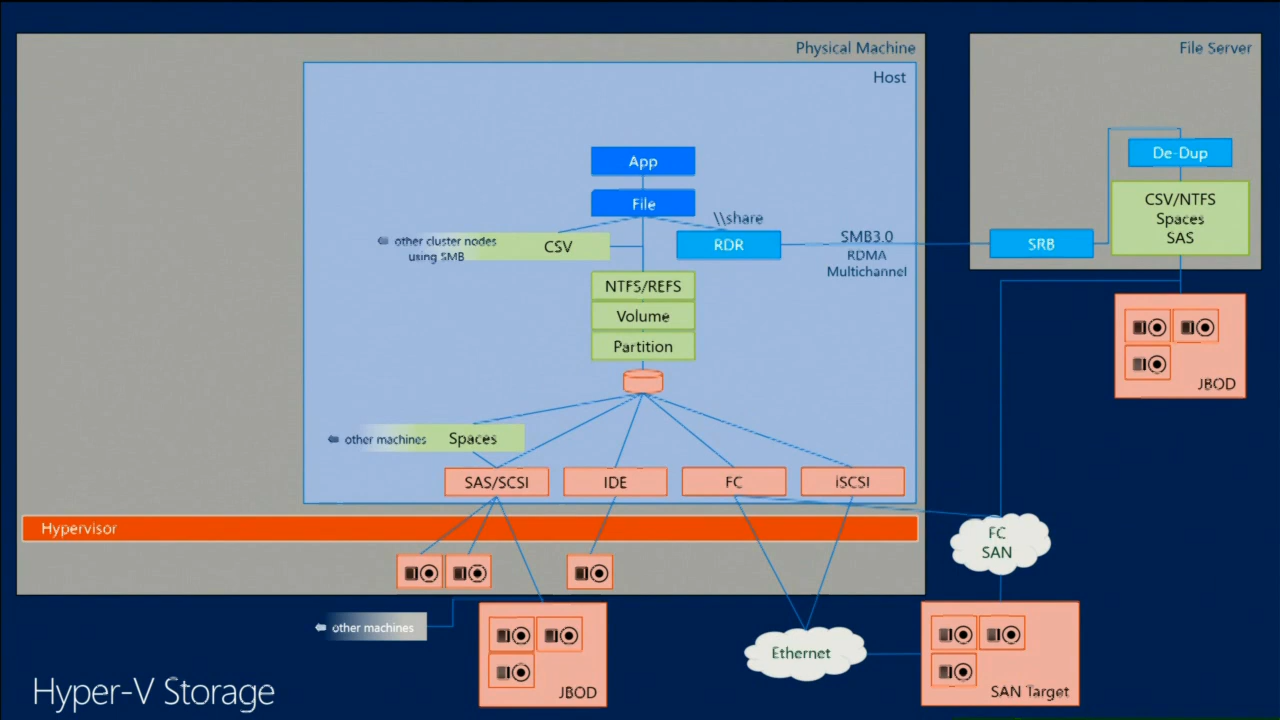 Physical Machine
File Server
Host
App
De-Dup
File
CSV/NTFS
Spaces
SAS
\\share
other cluster nodes
using SMB
CSV
RDR
SMB3.0
RDMA
Multichannel
SRB
NTFS/REFS
Volume
Partition
JBOD
other machines
Spaces
SAS/SCSI
IDE
FC
iSCSI
Hypervisor
FC
SAN
other machines
Ethernet
JBOD
SAN Target
Hyper-V Storage